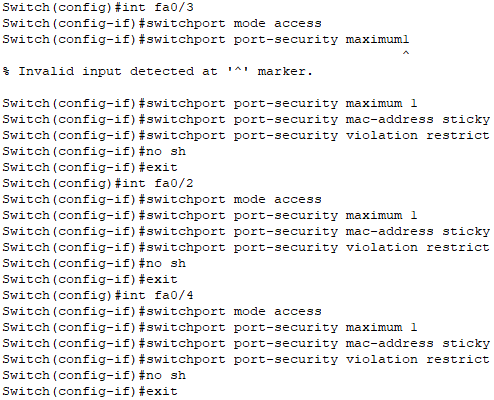 Switch(config)#int fa0/3
Switch(config-if)#switchport mode access
Switch(config-if)#switchport port-security maximum1
^
% Invalid input detected at '^' marker.
Switch(config-if)#switchport port-security maximum 1
Switch(config-if)#switchport port-security mac-address sticky
Switch(config-if)#switchport port-security violation restrict
Switch(config-if)#no sh
Switch(config-if)#exit
Switch(config)#int fa0/2
Switch(config-if)#switchport mode access
Switch(config-if)#switchport port-security maximum 1
Switch(config-if)#switchport port-security mac-address sticky
Switch(config-if)#switchport port-security violation restrict
Switch(config-if)#no sh
Switch(config-if)#exit
Switch(config)#int fa0/4
Switch(config-if)#switchport mode access
Switch(config-if)#switchport port-security maximum 1
Switch(config-if)#switchport port-security mac-address sticky
Switch(config-if)#switchport port-security violation restrict
Switch(config-if)#no sh
Switch(config-if)#exit